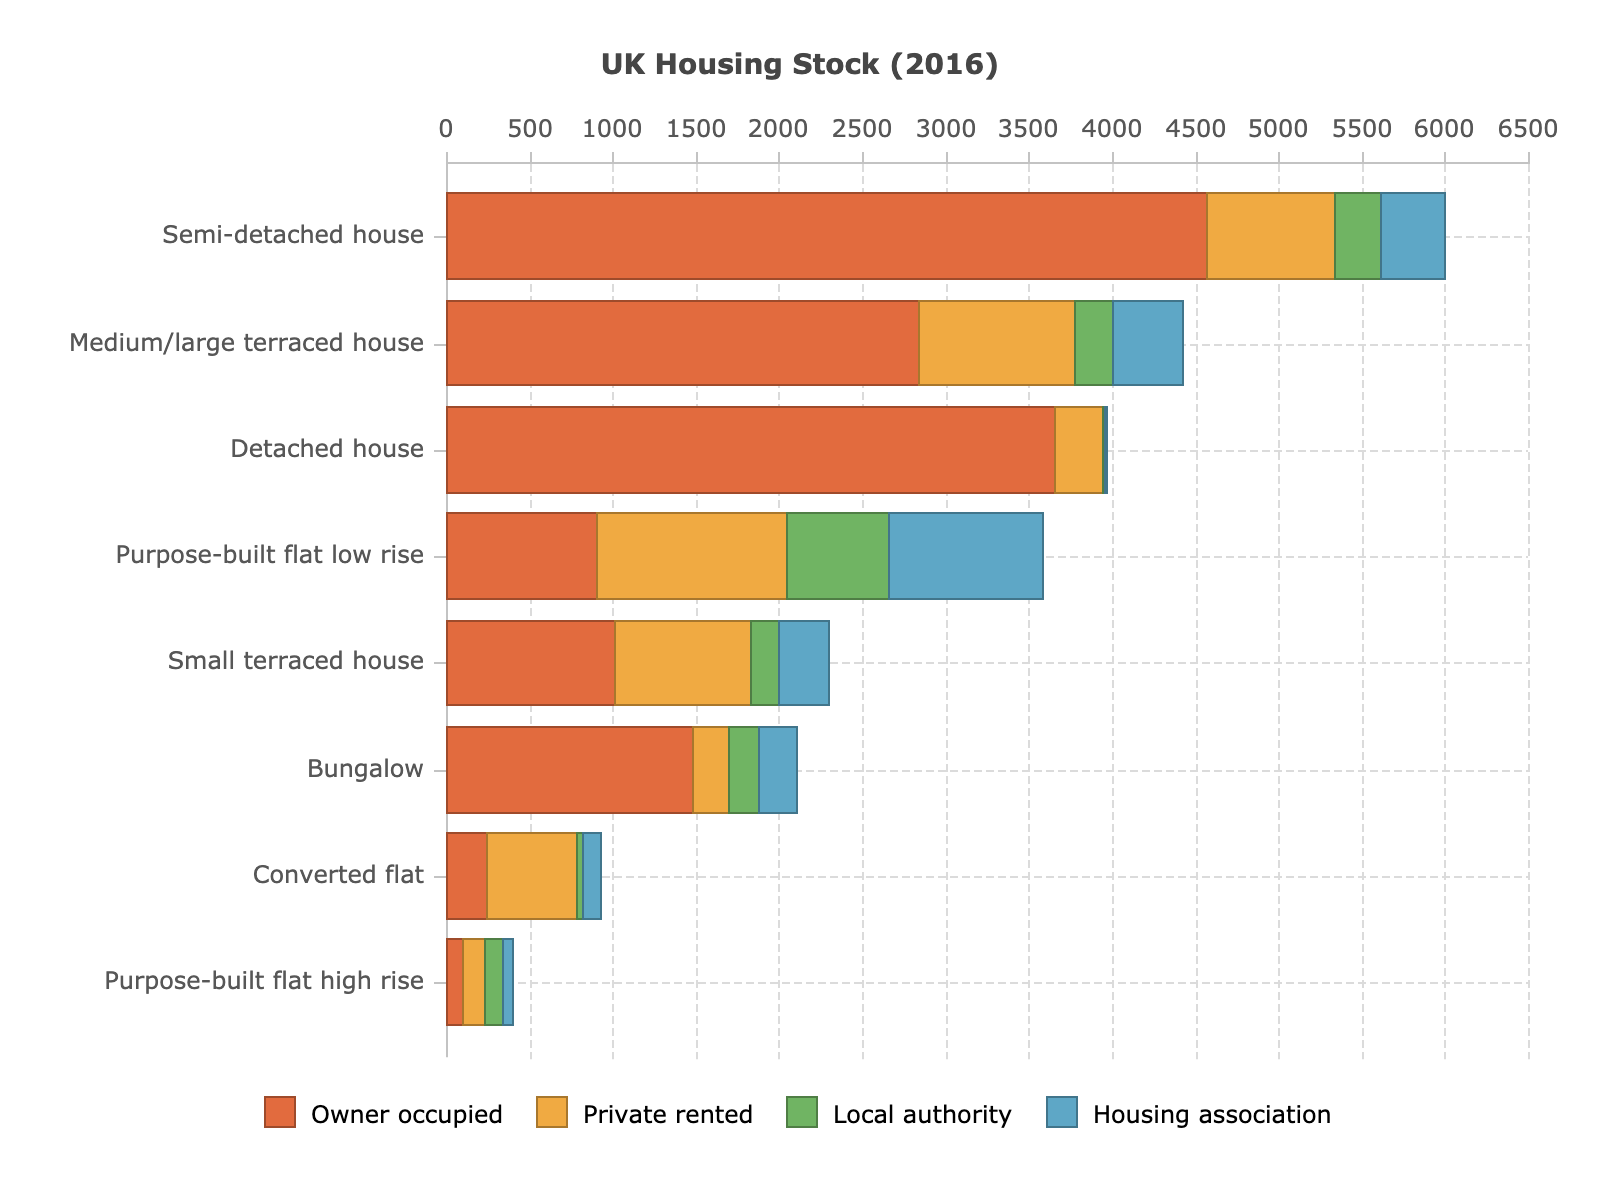 UK Housing Stock (2016)
0 500 1000 1500 2000 2500 3000 3500 4000 4500 5000 5500 6000 6500
Semi-detached house
Medium/large terraced house
Detached house
Purpose-built flat low rise
Small terraced house
Bungalow
Converted flat
Purpose-built flat high rise
Owner occupied Private rented Local authority Housing association